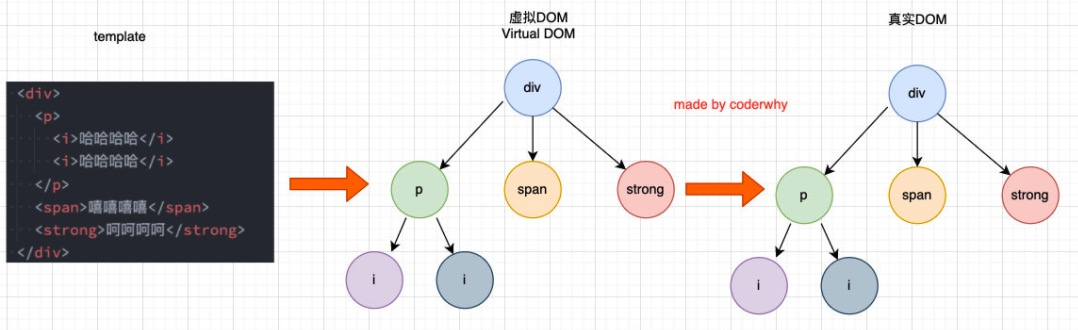 template
<div>
<p>
<i>哈哈哈哈</i>
<i>哈哈哈哈</i>
</p>
<span>嘻嘻嘻嘻</span>
<strong>呵呵呵呵</strong>
</div>
虚拟DOM
Virtual DOM
div
p
span
strong
i
i
made by coderwhy
真实DOM
div
p
span
strong
i
i